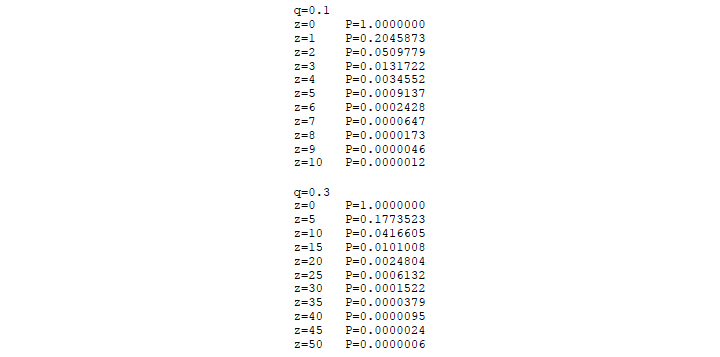 q=0.1
z=0 P=1.0000000
z=1 P=0.2045873
z=2 P=0.0509779
z=3 P=0.0131722
z=4 P=0.0034552
z=5 P=0.0009137
z=6 P=0.0002428
z=7 P=0.0000647
z=8 P=0.0000173
z=9 P=0.0000046
z=10 P=0.0000012
q=0.3
z=0 P=1.0000000
z=5 P=0.1773523
z=10 P=0.0416605
z=15 P=0.0101008
z=20 P=0.0024804
z=25 P=0.0006132
z=30 P=0.0001522
z=35 P=0.0000379
z=40 P=0.0000095
z=45 P=0.0000024
z=50 P=0.0000006